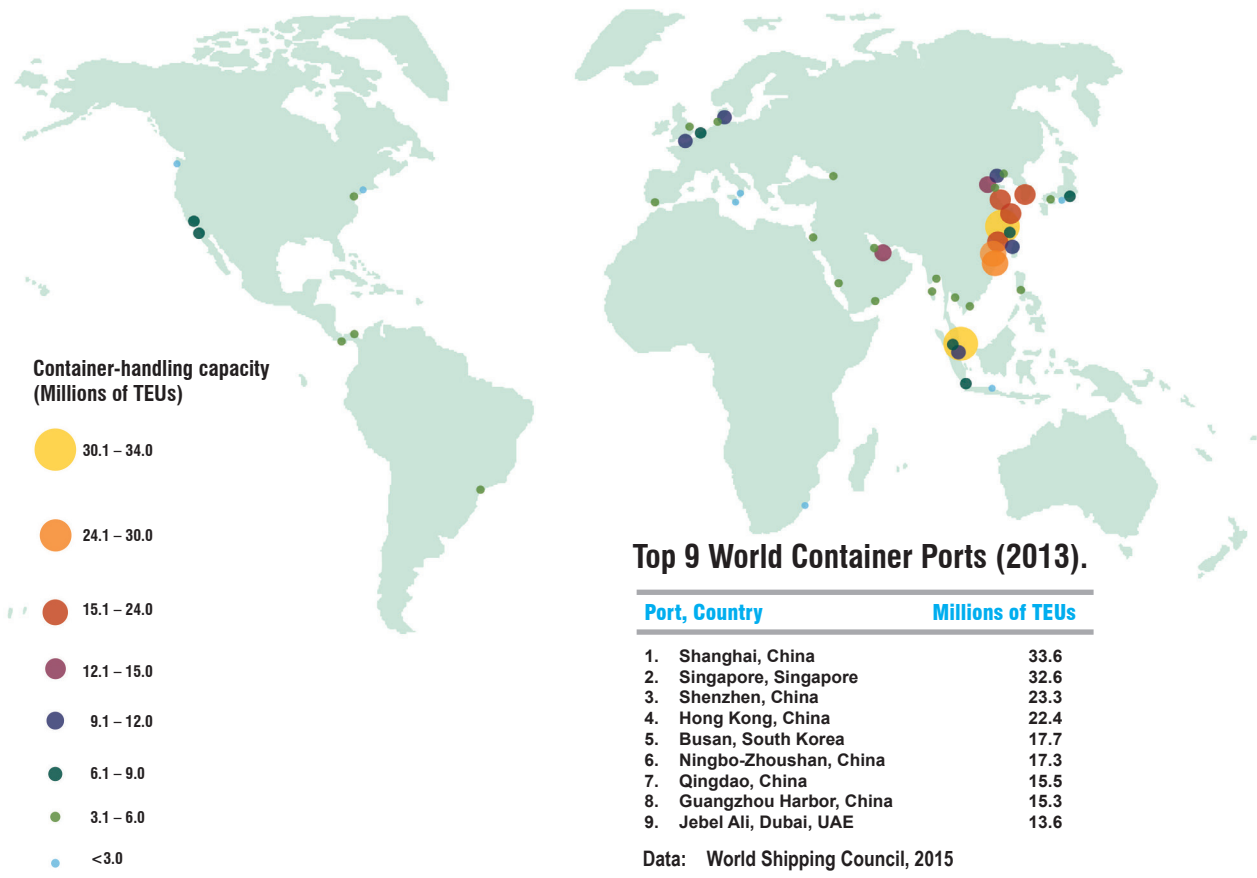 Container-handling capacity
(Millions of TEUs)
30.1 – 34.0
24.1 – 30.0
15.1 – 24.0
12.1 – 15.0
9.1 – 12.0
6.1 – 9.0
3.1 – 6.0
<3.0
Top 9 World Container Ports (2013).
Port, Country Millions of TEUs
1. Shanghai, China 33.6
2. Singapore, Singapore 32.6
3. Shenzhen, China 23.3
4. Hong Kong, China 22.4
5. Busan, South Korea 17.7
6. Ningbo-Zhoushan, China 17.3
7. Qingdao, China 15.5
8. Guangzhou Harbor, China 15.3
9. Jebel Ali, Dubai, UAE 13.6
Data: World Shipping Council, 2015